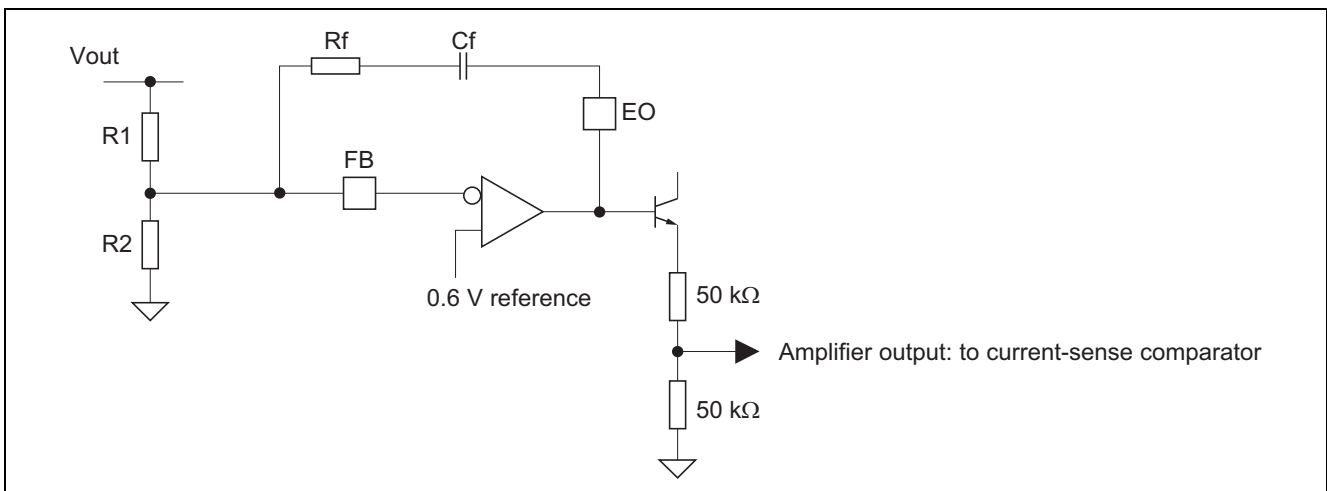 Rf
Cf
Vout
EO
R1
FB
R2
0.6 V reference
50 kΩ
Amplifier output: to current-sense comparator
50 kΩ